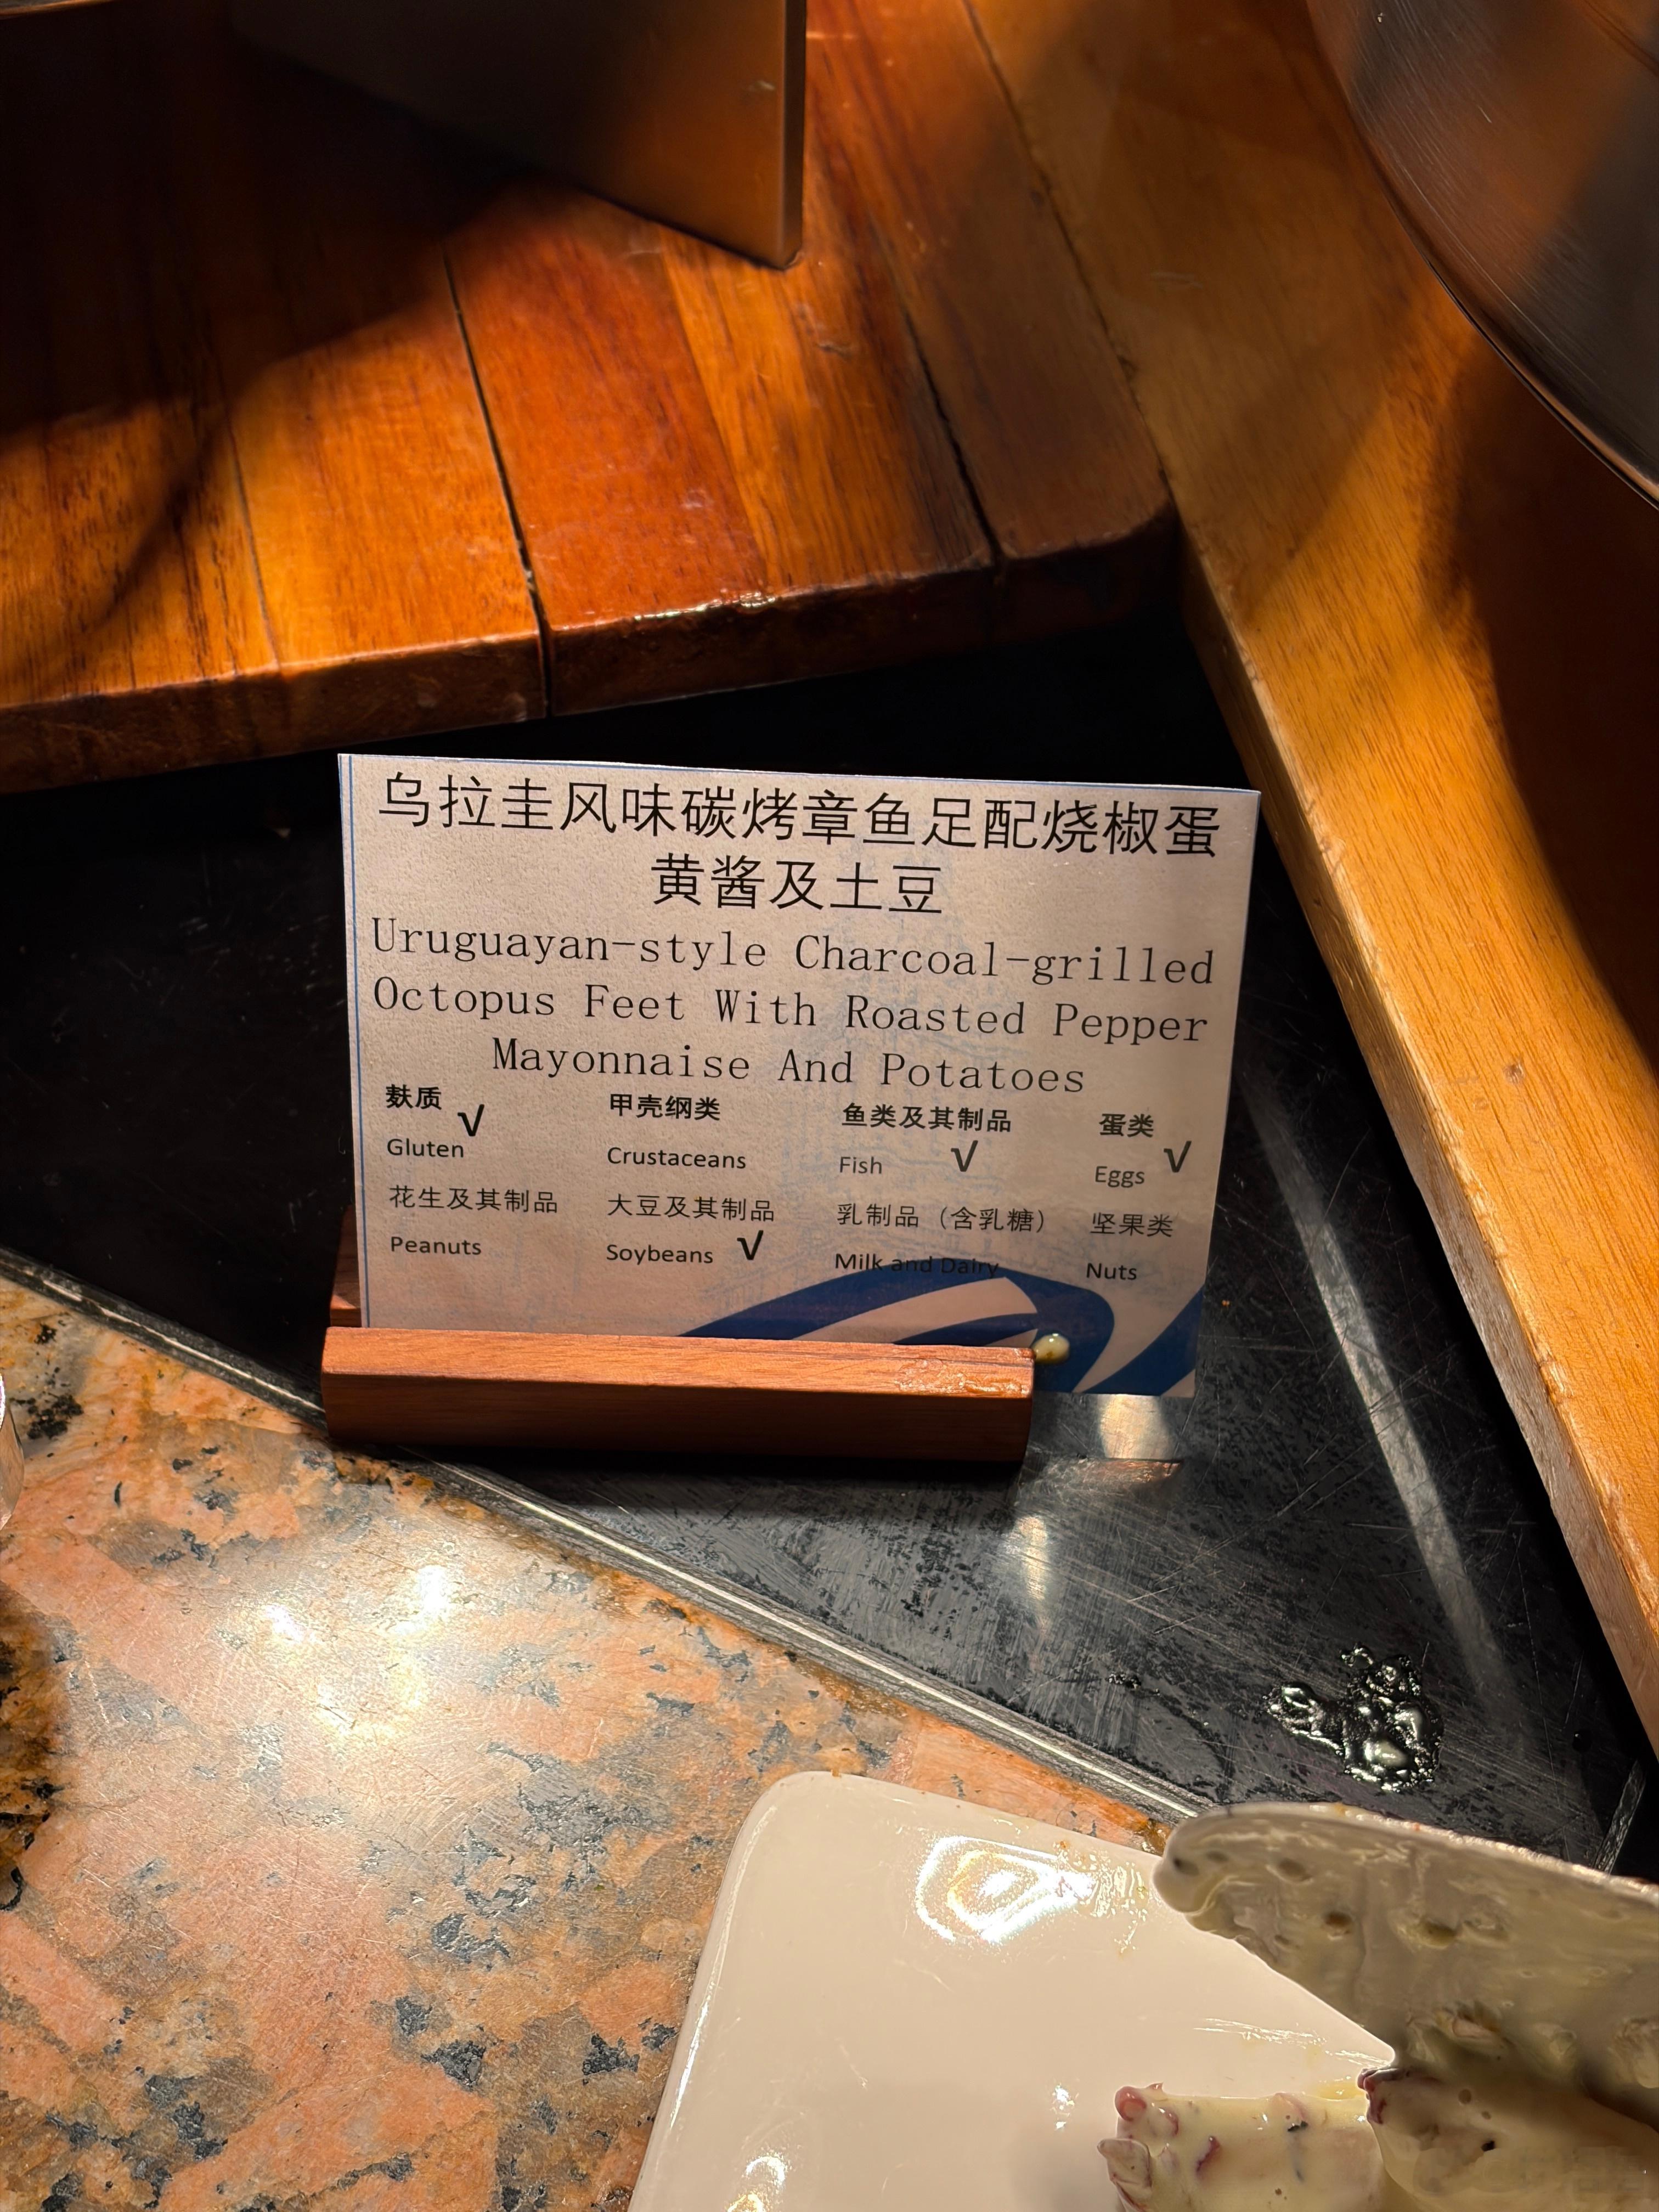 乌拉圭风味碳烤章鱼足配烧椒蛋
黄酱及土豆
Uruguayan-style Charcoal-grilled
Octopus Feet With Roasted Pepper
Mayonnaise And Potatoes
麸质 √ 甲壳纲类 鱼类及其制品 蛋类
Gluten Crustaceans Fish √ Eggs √
花生及其制品 大豆及其制品 乳制品（含乳糖） 坚果类
Peanuts Soybeans √ Milk and Dairy Nuts